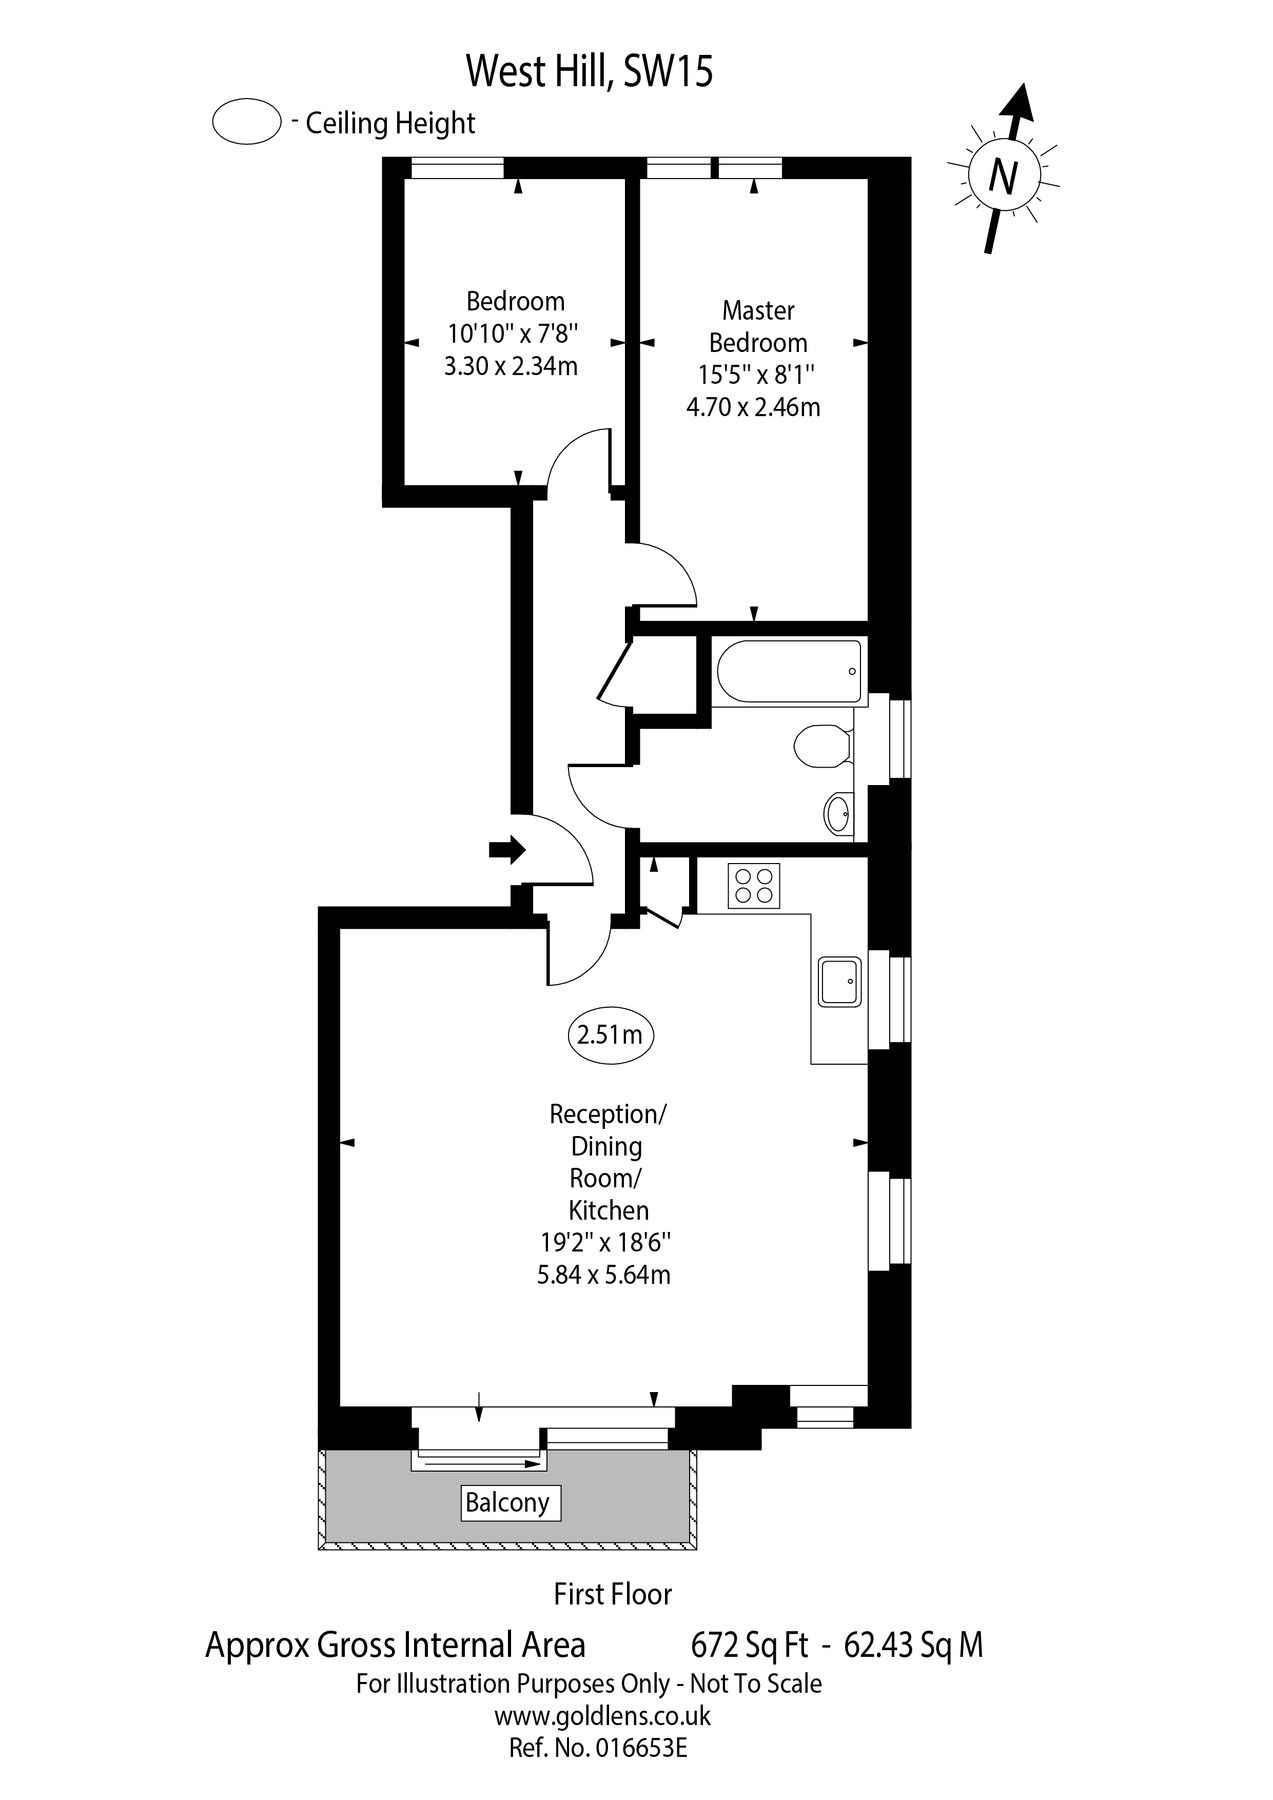 West Hill, SW15
- Ceiling Height
N
Bedroom
10'10" x 7'8"
3.30 x 2.34m
Master
Bedroom
15'5" x 8'1"
4.70 x 2.46m
2.51m
Reception/
Dining
Room/
Kitchen
19'2" x 18'6"
5.84 x 5.64m
Balcony
First Floor
Approx Gross Internal Area 672 Sq Ft - 62.43 Sq M
For Illustration Purposes Only - Not To Scale
www.goldlens.co.uk
Ref. No. 016653E